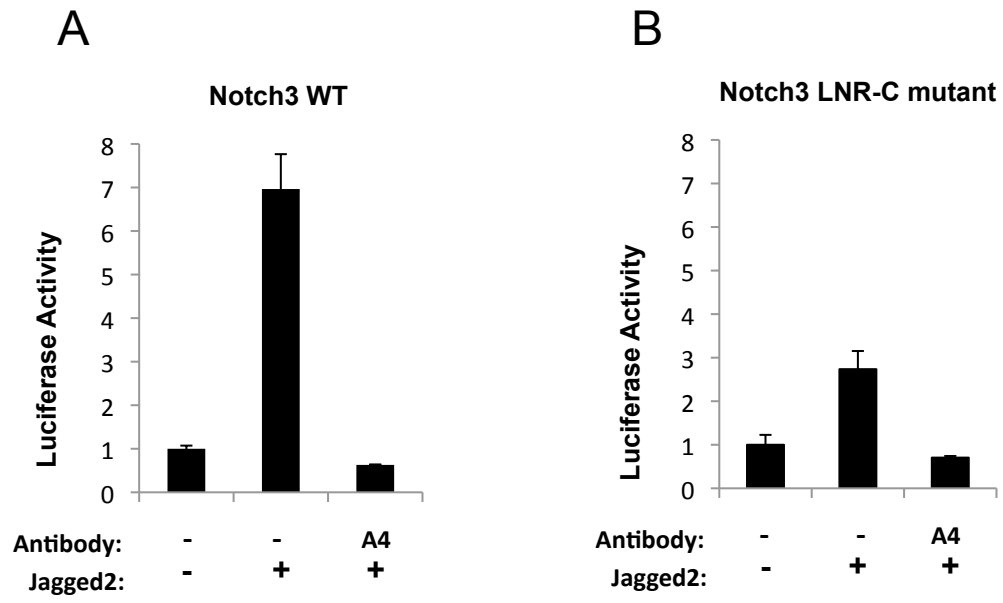 A
Notch3 WT
8
7
6
5
4
3
2
1
0
Luciferase Activity
Antibody: - - A4
Jagged2: - + +
B
Notch3 LNR-C mutant
8
7
6
5
4
3
2
1
0
Luciferase Activity
Antibody: - - A4
Jagged2: - + +